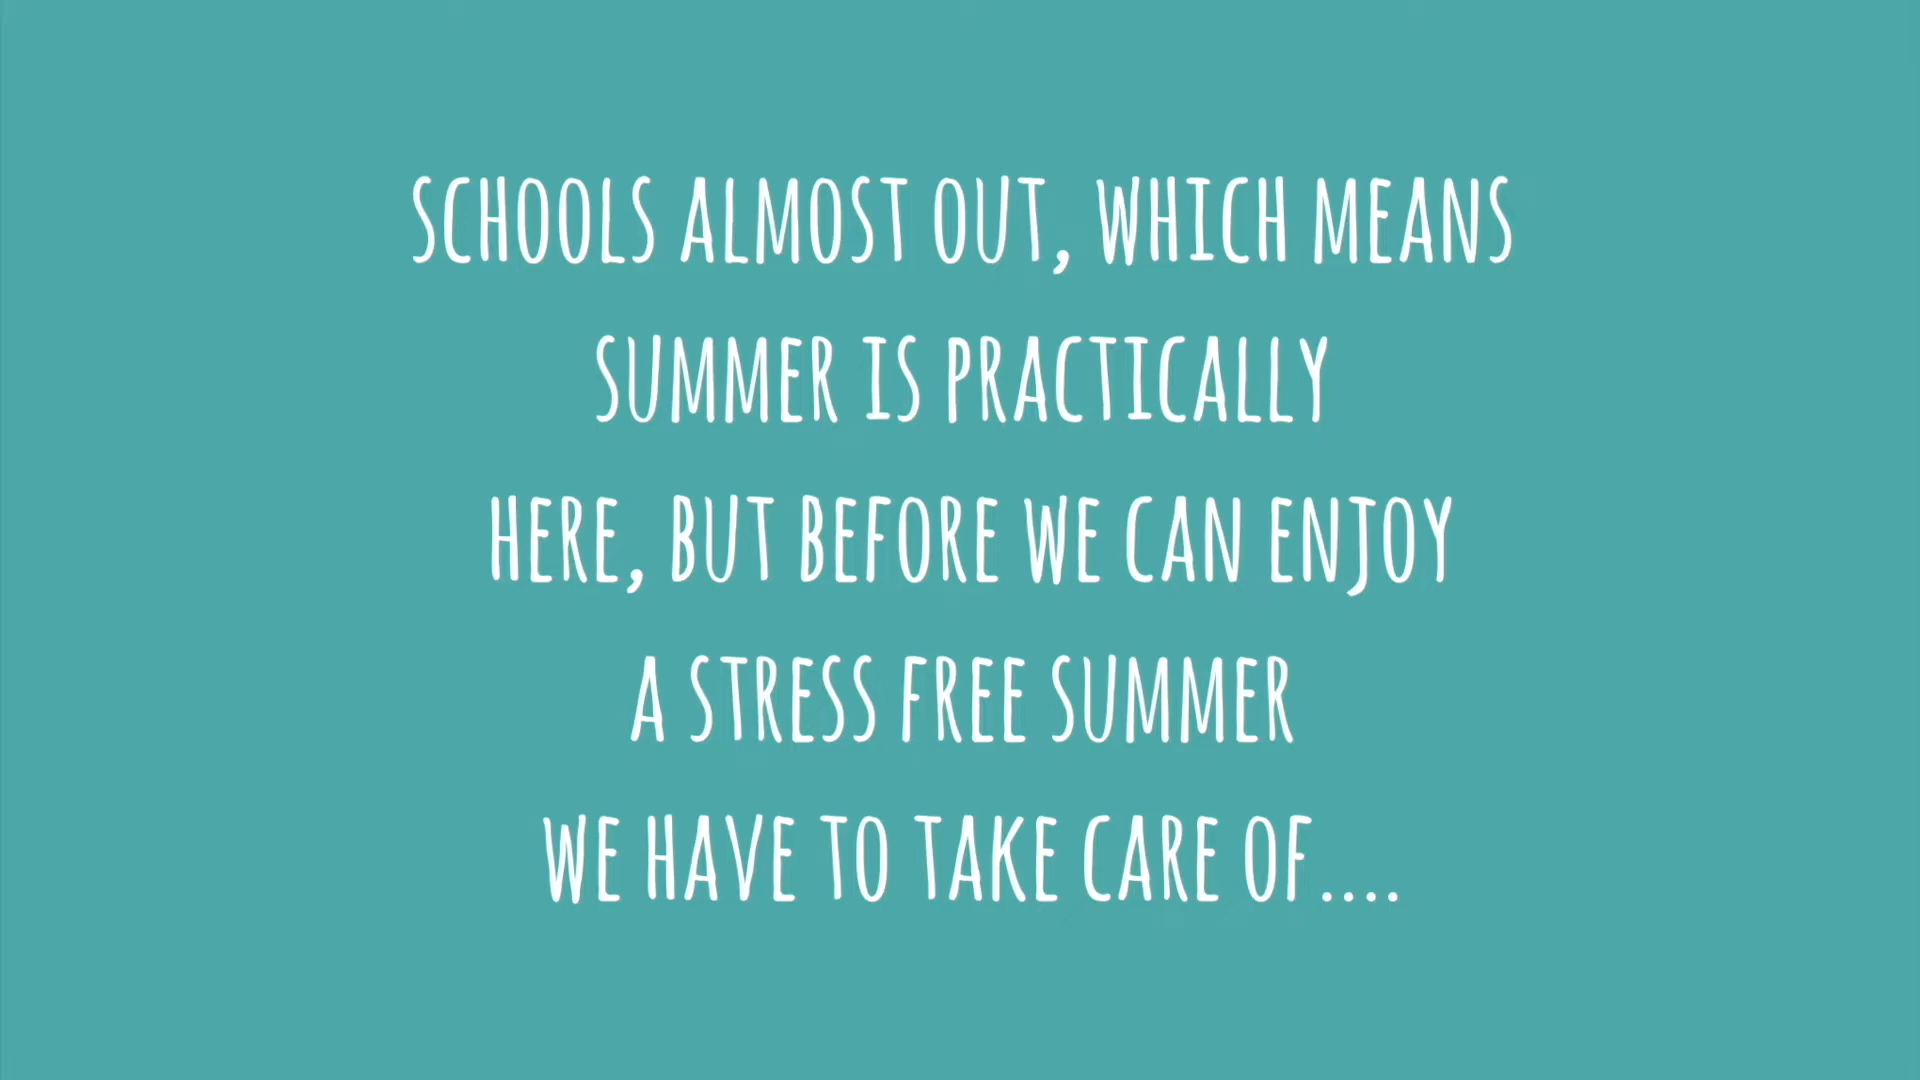 SCHOOLS ALMOST OUT, WHICH MEANS
SUMMER IS PRACTICALLY
HERE, BUT BEFORE WE CAN ENJOY
A STRESS FREE SUMMER
WE HAVE TO TAKE CARE OF....